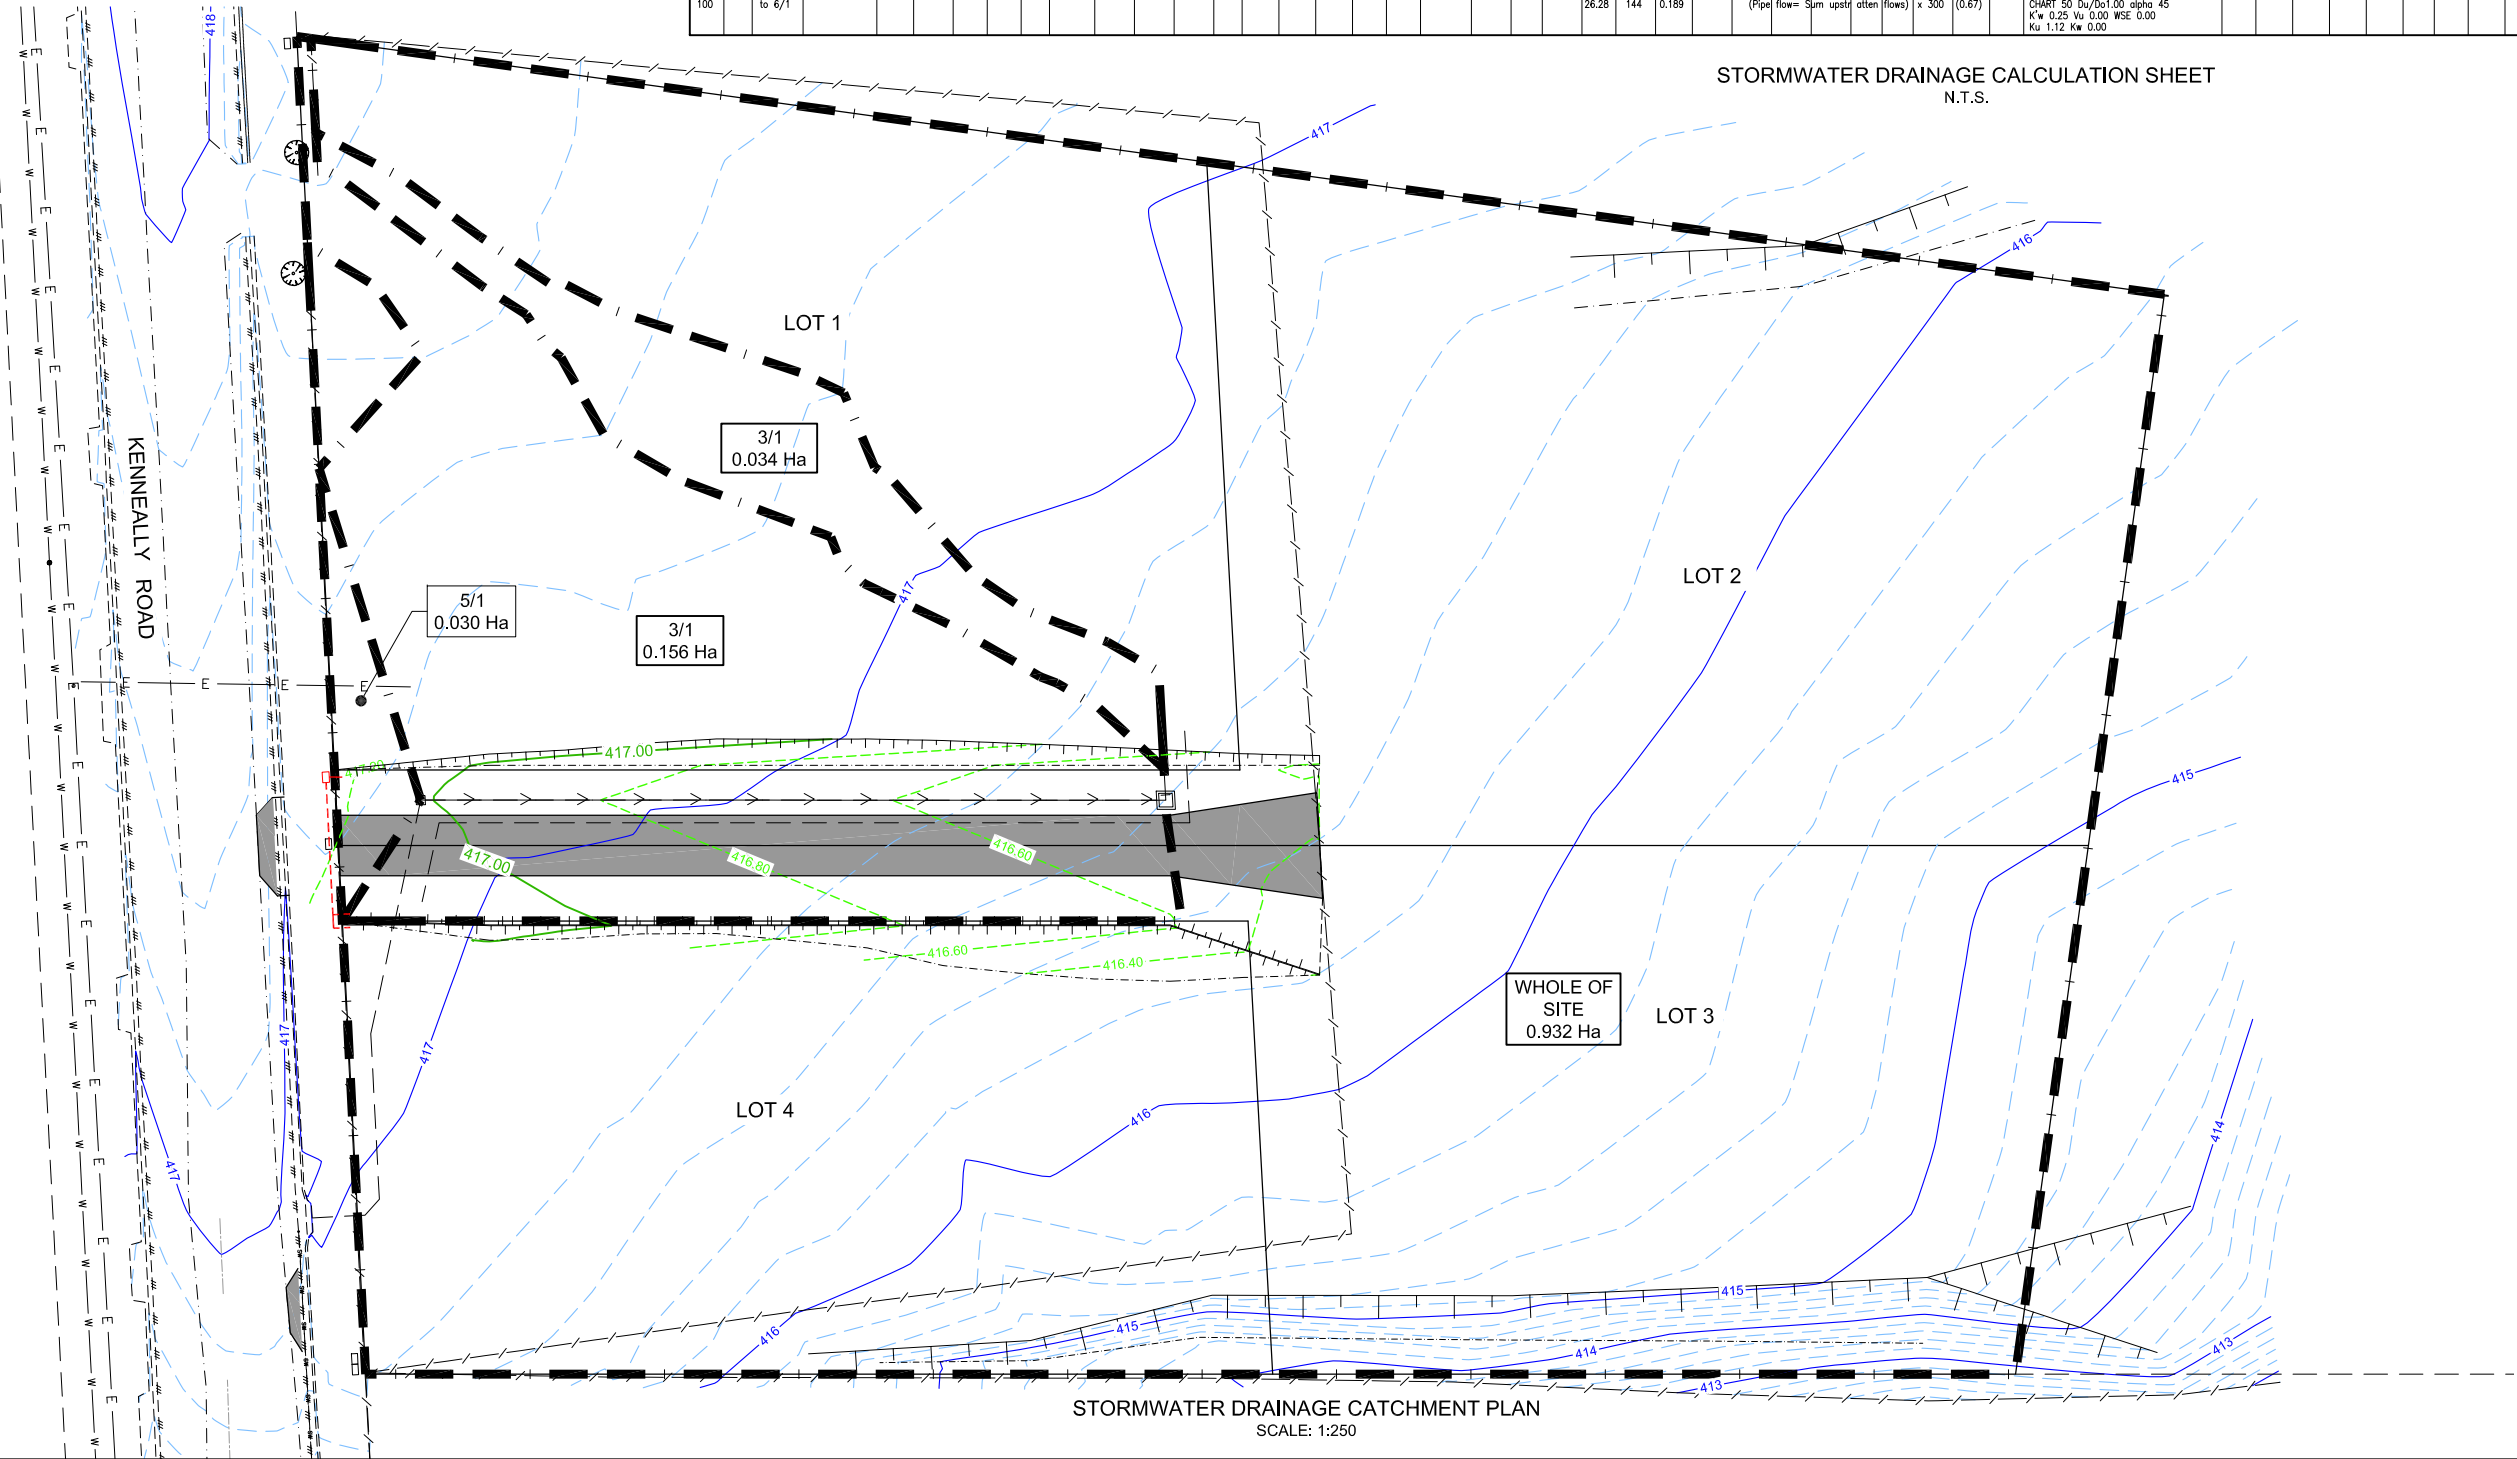 100 to 6/1 26.28 144 0.189 (Pipe flow= Sum upstr atten flows) x 300 (0.67) CHART 50 Du/Do1.00 alpha 45
K'w 0.25 Vu 0.00 WSE 0.00
Ku 1.12 Kw 0.00
STORMWATER DRAINAGE CALCULATION SHEET
N.T.S.
418
417
416
LOT 1
3/1
0.034 Ha
KENNEALLY ROAD
LOT 2
417
5/1
0.030 Ha
3/1
0.156 Ha
E E E E
417.00
415
417.00
416.80
416.60
416.60
416.40
WHOLE OF
SITE
0.932 Ha
LOT 3
417
417
LOT 4
416
414
417
415
415
416
414
413
413
STORMWATER DRAINAGE CATCHMENT PLAN
SCALE: 1:250